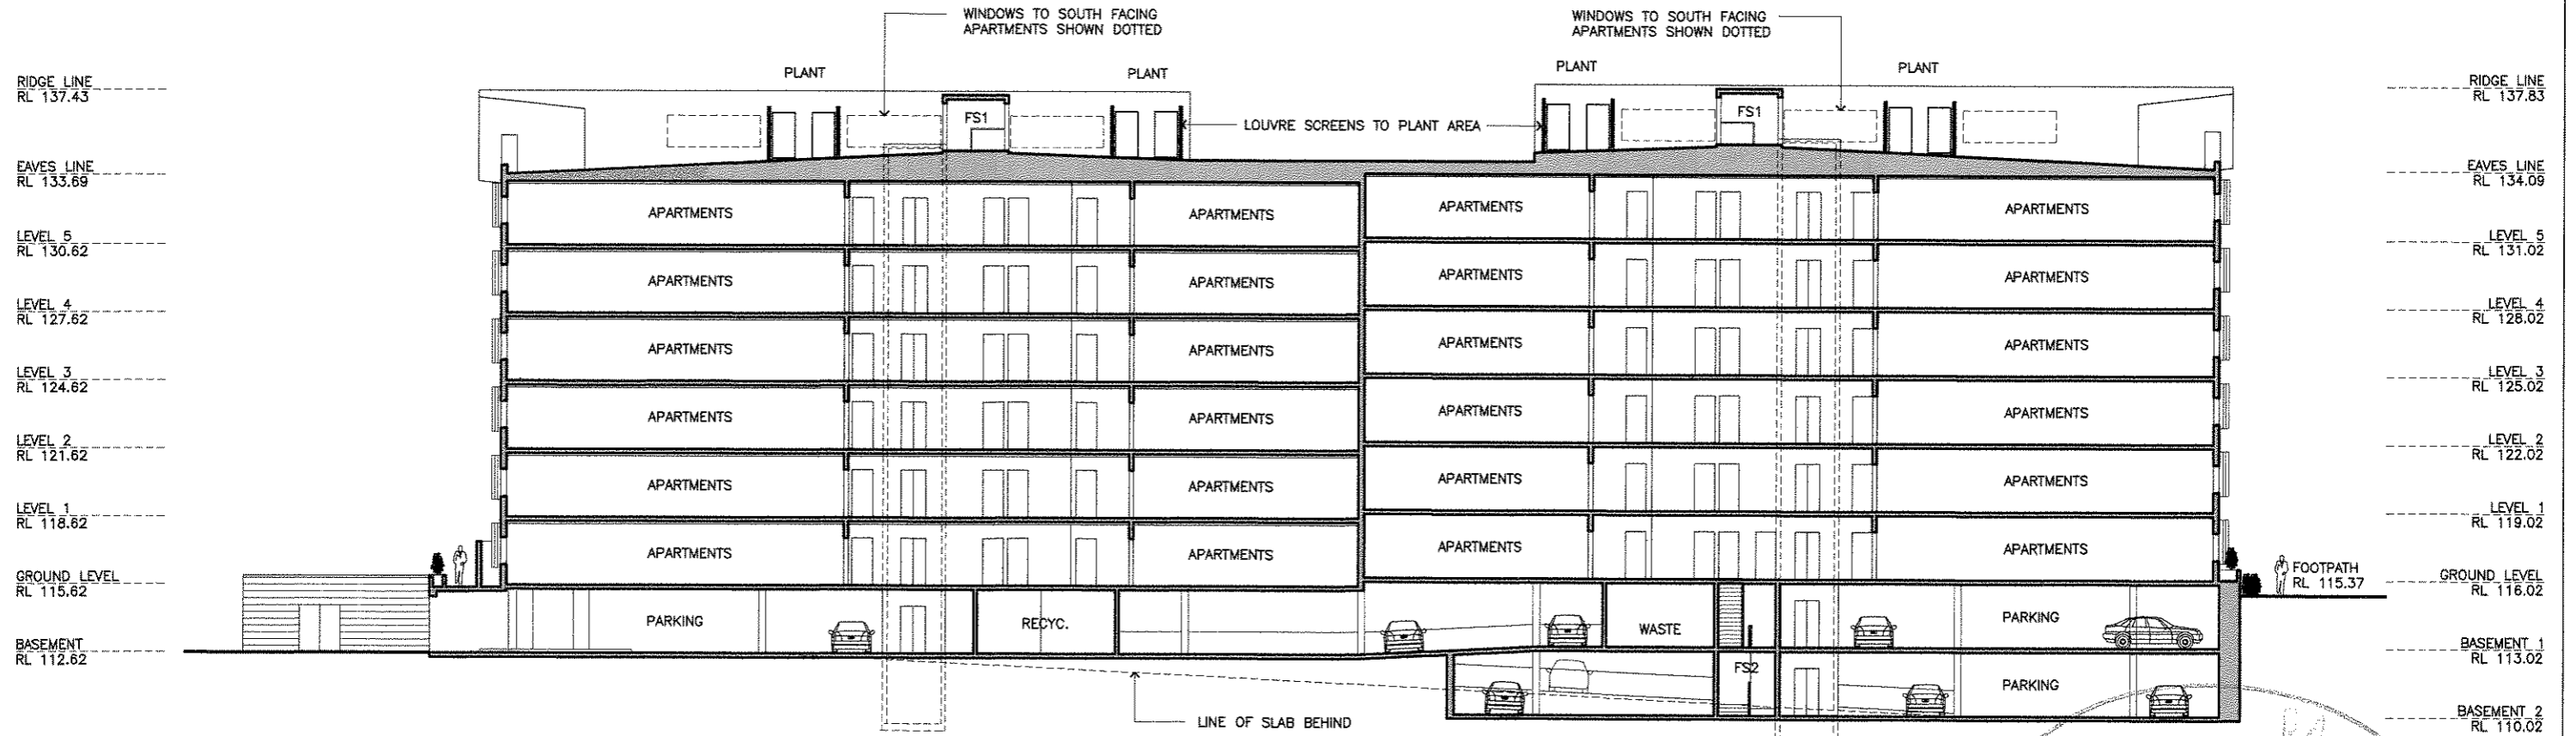 WINDOWS TO SOUTH FACING
APARTMENTS SHOWN DOTTED
WINDOWS TO SOUTH FACING
APARTMENTS SHOWN DOTTED
RIDGE LINE
RL 137.43
PLANT
PLANT
PLANT
PLANT
RIDGE LINE
RL 137.83
FS1
LOUVRE SCREENS TO PLANT AREA
FS1
EAVES LINE
RL 133.69
EAVES LINE
RL 134.09
APARTMENTS
APARTMENTS
APARTMENTS
APARTMENTS
LEVEL 5
RL 130.62
LEVEL 5
RL 131.02
APARTMENTS
APARTMENTS
APARTMENTS
APARTMENTS
LEVEL 4
RL 127.62
LEVEL 4
RL 128.02
APARTMENTS
APARTMENTS
APARTMENTS
APARTMENTS
LEVEL 3
RL 124.62
LEVEL 3
RL 125.02
APARTMENTS
APARTMENTS
APARTMENTS
APARTMENTS
LEVEL 2
RL 121.62
LEVEL 2
RL 122.02
APARTMENTS
APARTMENTS
APARTMENTS
APARTMENTS
LEVEL 1
RL 118.62
LEVEL 1
RL 119.02
APARTMENTS
APARTMENTS
APARTMENTS
APARTMENTS
GROUND LEVEL
RL 115.62
FOOTPATH
RL 115.37
GROUND LEVEL
RL 116.02
PARKING
RECYC.
WASTE
PARKING
BASEMENT
RL 112.62
BASEMENT 1
RL 113.02
FS2
PARKING
LINE OF SLAB BEHIND
BASEMENT 2
RL 110.02